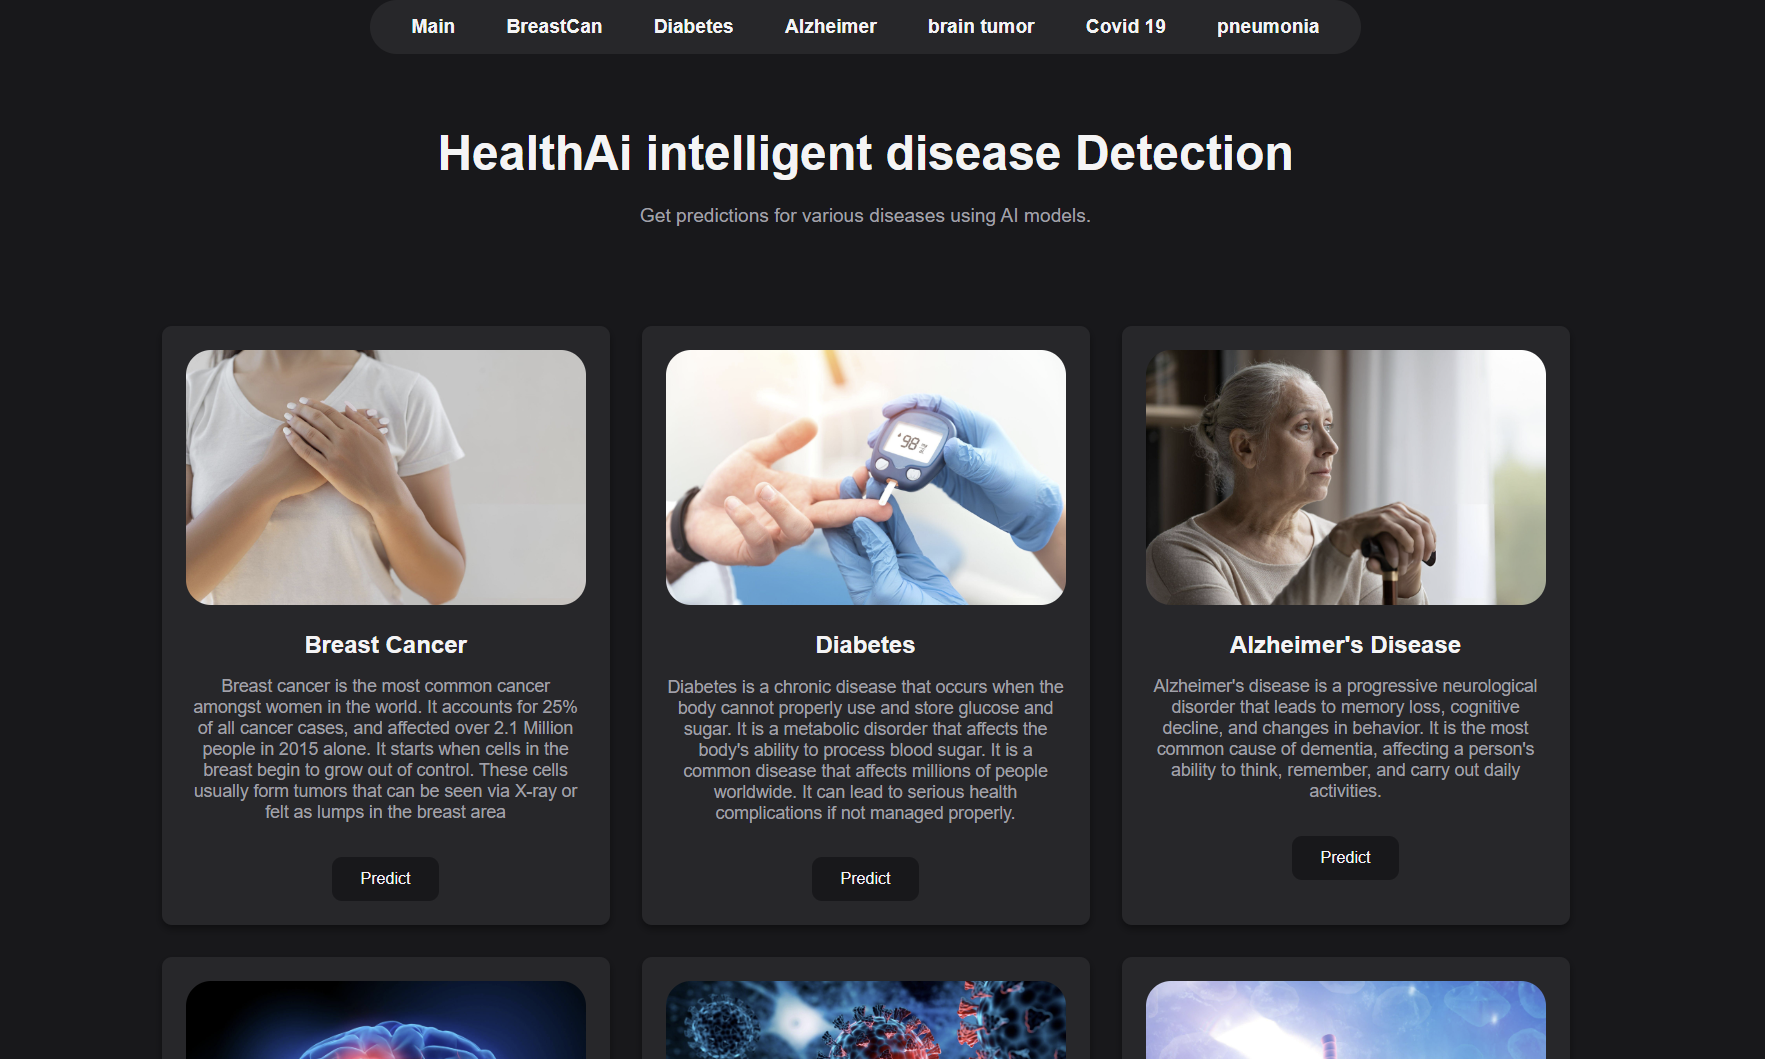 Main BreastCan Diabetes Alzheimer brain tumor Covid 19 pneumonia
HealthAi intelligent disease Detection
Get predictions for various diseases using AI models.
98
Breast Cancer
Breast cancer is the most common cancer
amongst women in the world. It accounts for 25%
of all cancer cases, and affected over 2.1 Million
people in 2015 alone. It starts when cells in the
breast begin to grow out of control. These cells
usually form tumors that can be seen via X-ray or
felt as lumps in the breast area
Predict
Diabetes
Diabetes is a chronic disease that occurs when the
body cannot properly use and store glucose and
sugar. It is a metabolic disorder that affects the
body's ability to process blood sugar. It is a
common disease that affects millions of people
worldwide. It can lead to serious health
complications if not managed properly.
Predict
Alzheimer's Disease
Alzheimer's disease is a progressive neurological
disorder that leads to memory loss, cognitive
decline, and changes in behavior. It is the most
common cause of dementia, affecting a person's
ability to think, remember, and carry out daily
activities.
Predict